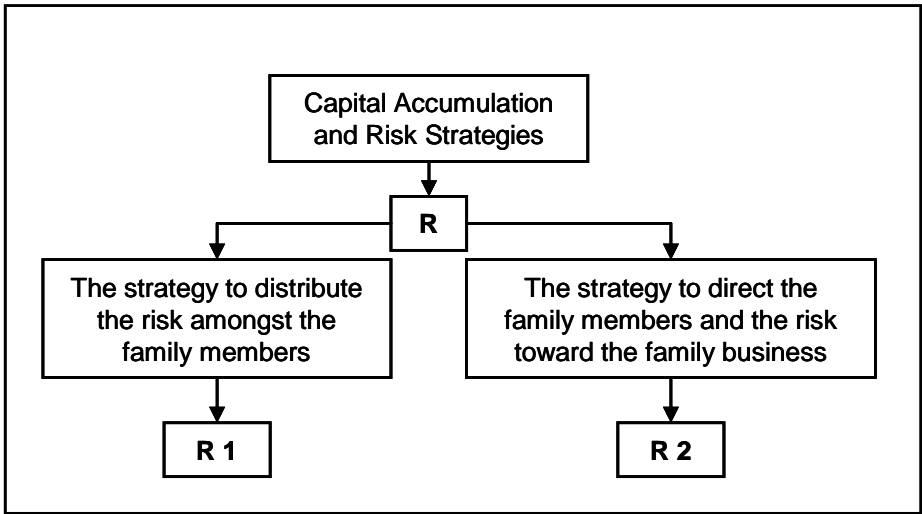 Capital Accumulation
and Risk Strategies
R
The strategy to distribute
the risk amongst the
family members
The strategy to direct the
family members and the risk
toward the family business
R 1
R 2